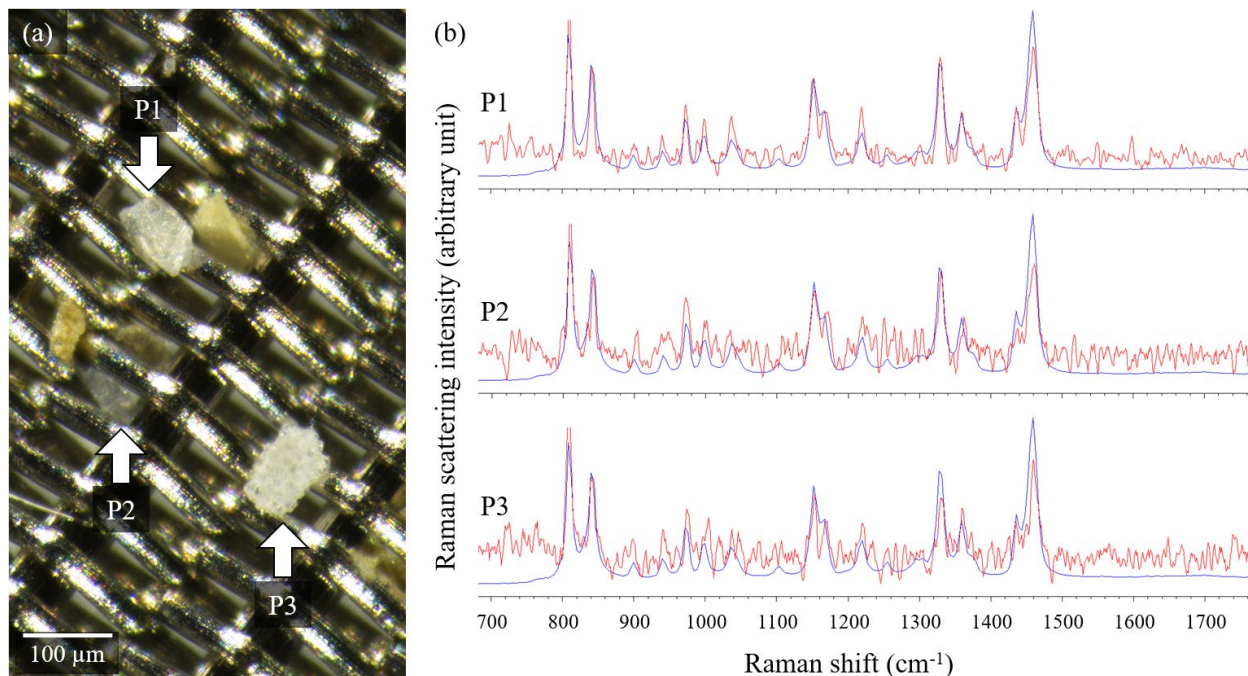 (a)
P1
P2
P3
100 µm
(b)
Raman scattering intensity (arbitrary unit)
P1
P2
P3
700 800 900 1000 1100 1200 1300 1400 1500 1600 1700
Raman shift (cm⁻¹)